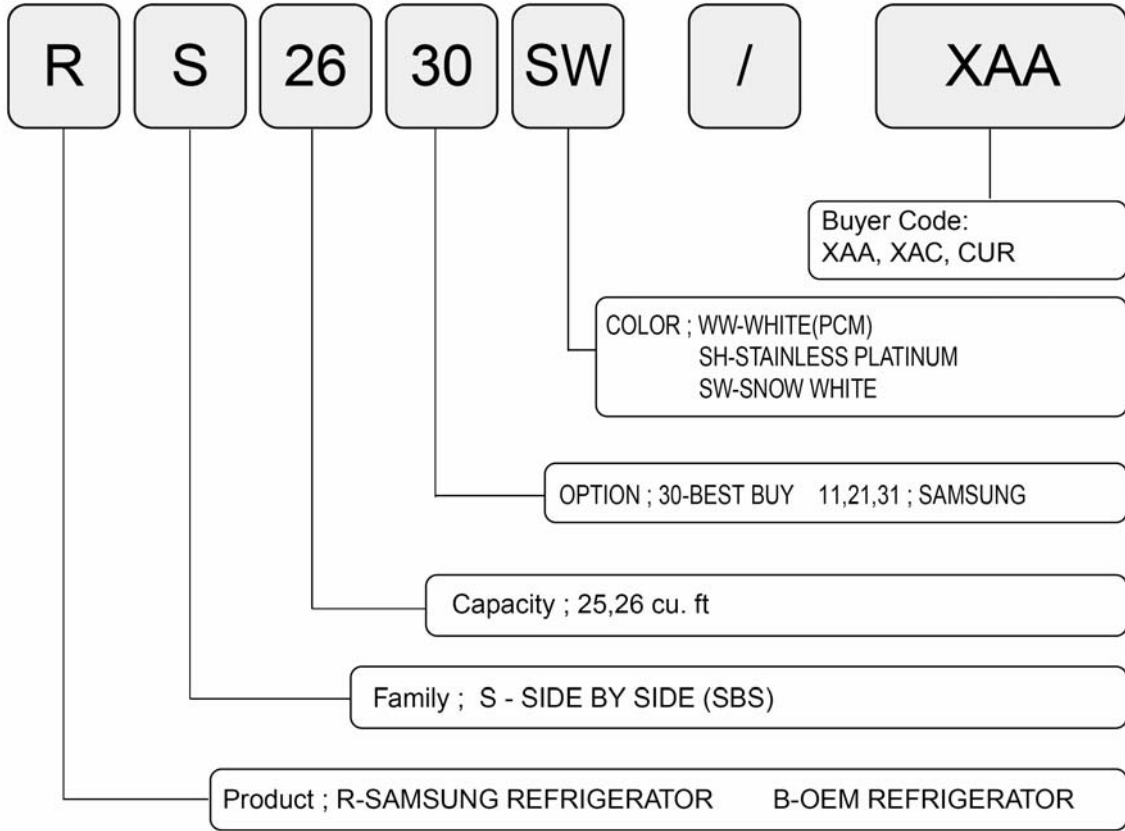 R S 26 30 SW / XAA
Buyer Code:
XAA, XAC, CUR
COLOR ; WW-WHITE(PCM)
SH-STAINLESS PLATINUM
SW-SNOW WHITE
OPTION ; 30-BEST BUY 11,21,31 ; SAMSUNG
Capacity ; 25,26 cu. ft
Family ; S - SIDE BY SIDE (SBS)
Product ; R-SAMSUNG REFRIGERATOR B-OEM REFRIGERATOR